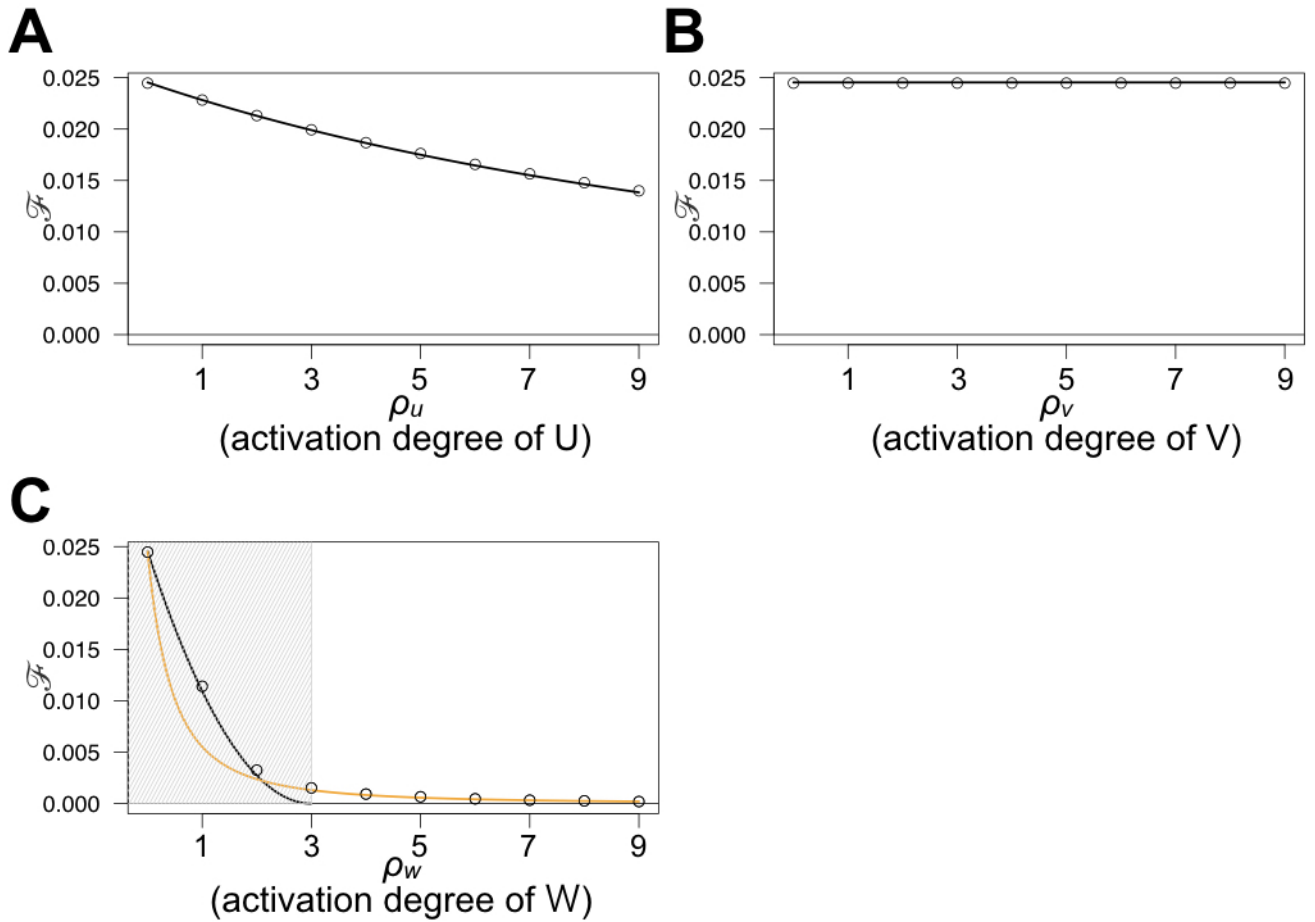 A
0.025
0.020
0.015
0.010
0.005
0.000
ℱ
1 3 5 7 9
ρu
(activation degree of U)
B
0.025
0.020
0.015
0.010
0.005
0.000
ℱ
1 3 5 7 9
ρv
(activation degree of V)
C
0.025
0.020
0.015
0.010
0.005
0.000
ℱ
1 3 5 7 9
ρw
(activation degree of W)